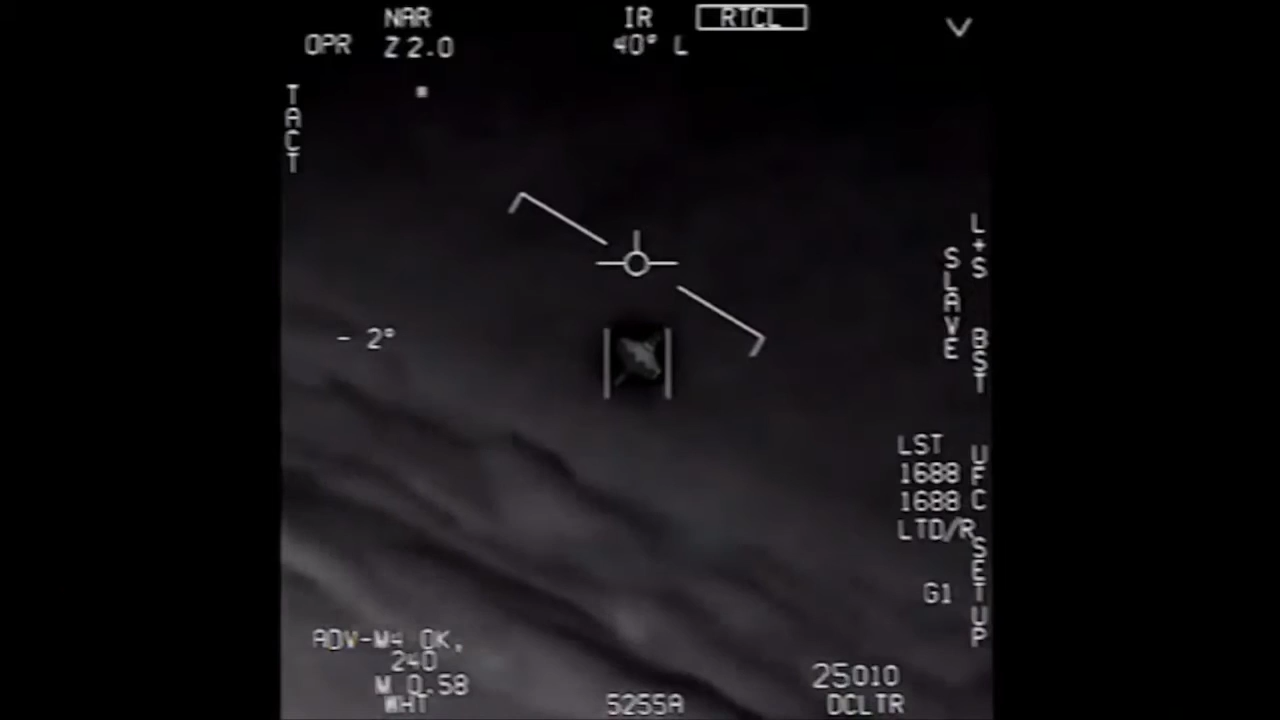 NAR IR RTCL
OPR Z 2.0 40° L
TACT
L+S
SLAVE
- 2°
BST
LST
1688
1688
UFC
LTD/R
SETUP
G1
ADV-M4 OK,
240
M 0.58
WHT
5255A
25010
DCLTR